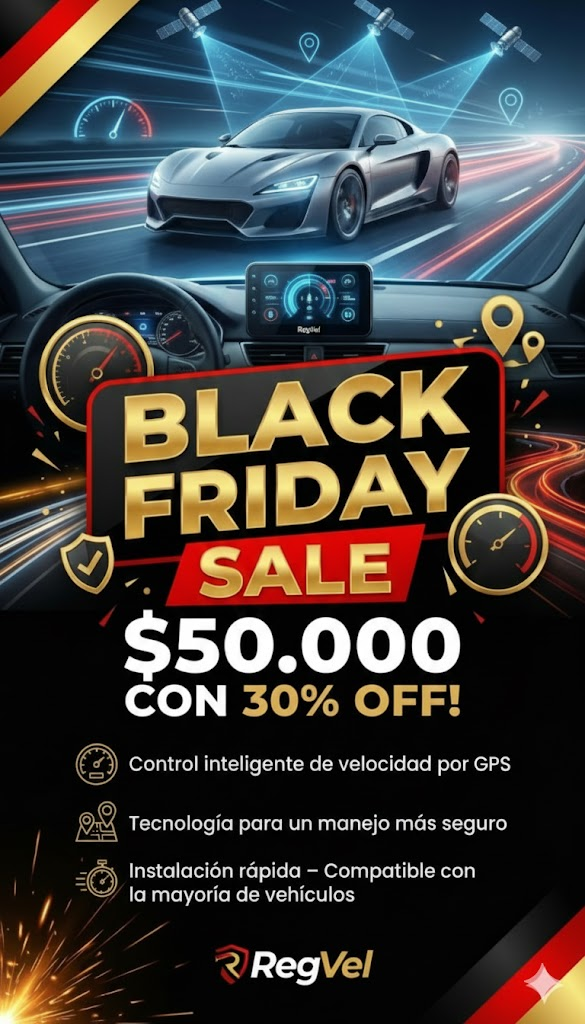 RegVel
BLACK
FRIDAY
SALE
$50.000
CON 30% OFF!
Control inteligente de velocidad por GPS
Tecnología para un manejo más seguro
Instalación rápida – Compatible con
la mayoría de vehículos
RegVel